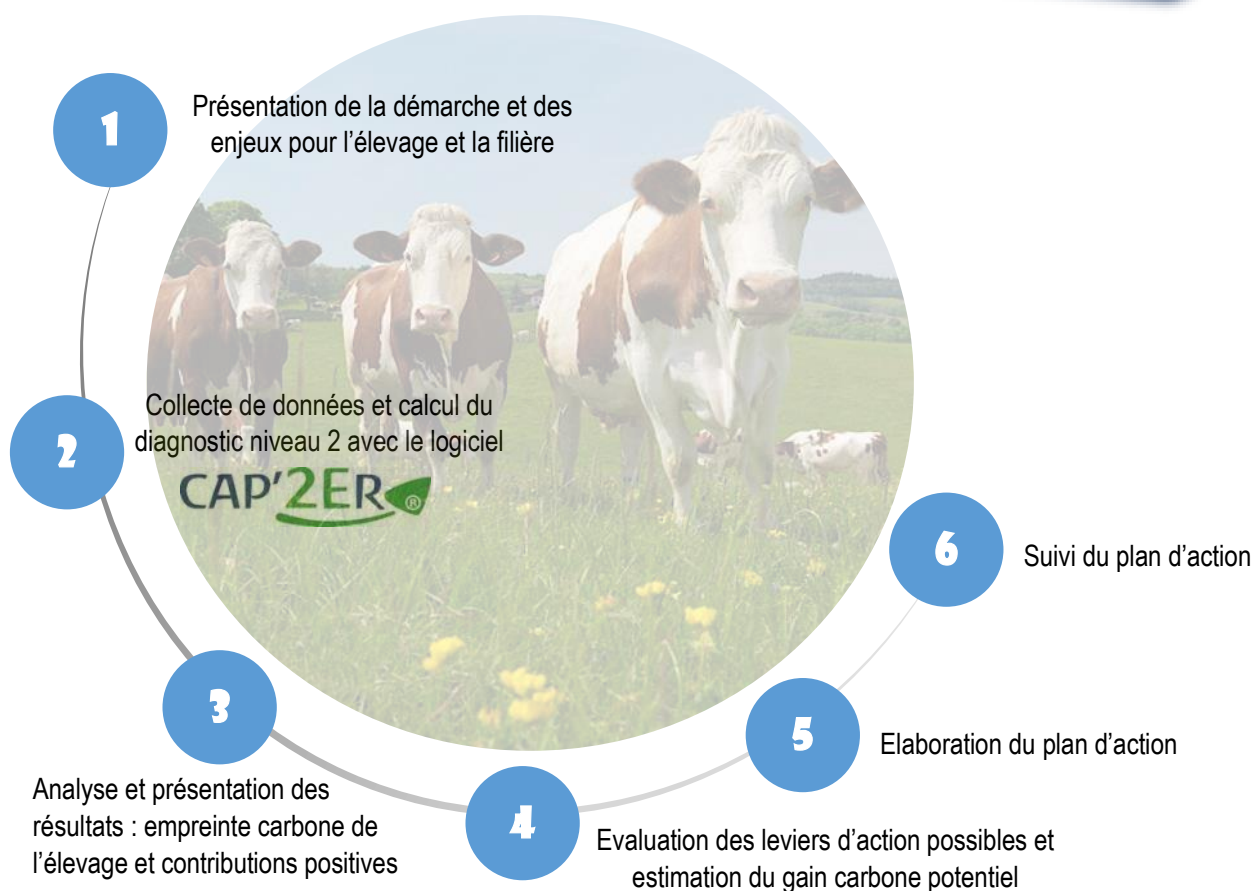 1
Présentation de la démarche et des
enjeux pour l’élevage et la filière
2
Collecte de données et calcul du
diagnostic niveau 2 avec le logiciel
CAP'2ER®
3
Analyse et présentation des
résultats : empreinte carbone de
l’élevage et contributions positives
4
Evaluation des leviers d’action possibles et
estimation du gain carbone potentiel
5
Elaboration du plan d’action
6
Suivi du plan d’action